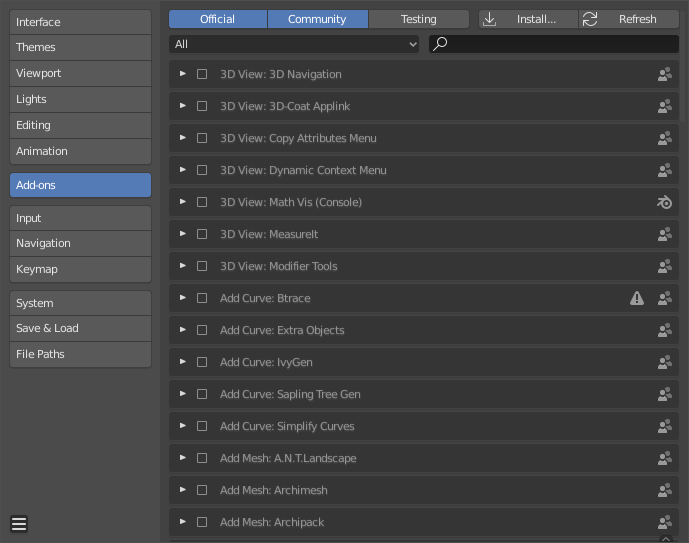 Interface
Themes
Viewport
Lights
Editing
Animation
Add-ons
Input
Navigation
Keymap
System
Save & Load
File Paths
Official Community Testing Install... Refresh
All
3D View: 3D Navigation
3D View: 3D-Coat Applink
3D View: Copy Attributes Menu
3D View: Dynamic Context Menu
3D View: Math Vis (Console)
3D View: MeasureIt
3D View: Modifier Tools
Add Curve: Btrace
Add Curve: Extra Objects
Add Curve: IvyGen
Add Curve: Sapling Tree Gen
Add Curve: Simplify Curves
Add Mesh: A.N.T.Landscape
Add Mesh: Archimesh
Add Mesh: Archipack